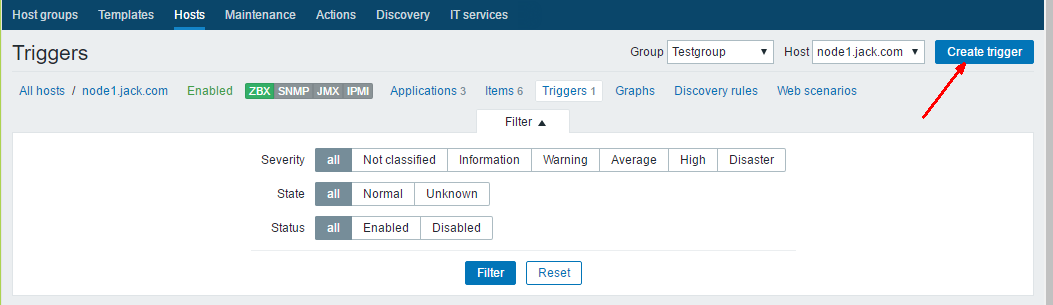 Host groups Templates Hosts Maintenance Actions Discovery IT services
Triggers Group Testgroup Host node1.jack.com Create trigger
All hosts / node1.jack.com Enabled ZBX SNMP JMX IPMI Applications 3 Items 6 Triggers 1 Graphs Discovery rules Web scenarios
Filter
Severity all Not classified Information Warning Average High Disaster
State all Normal Unknown
Status all Enabled Disabled
Filter Reset